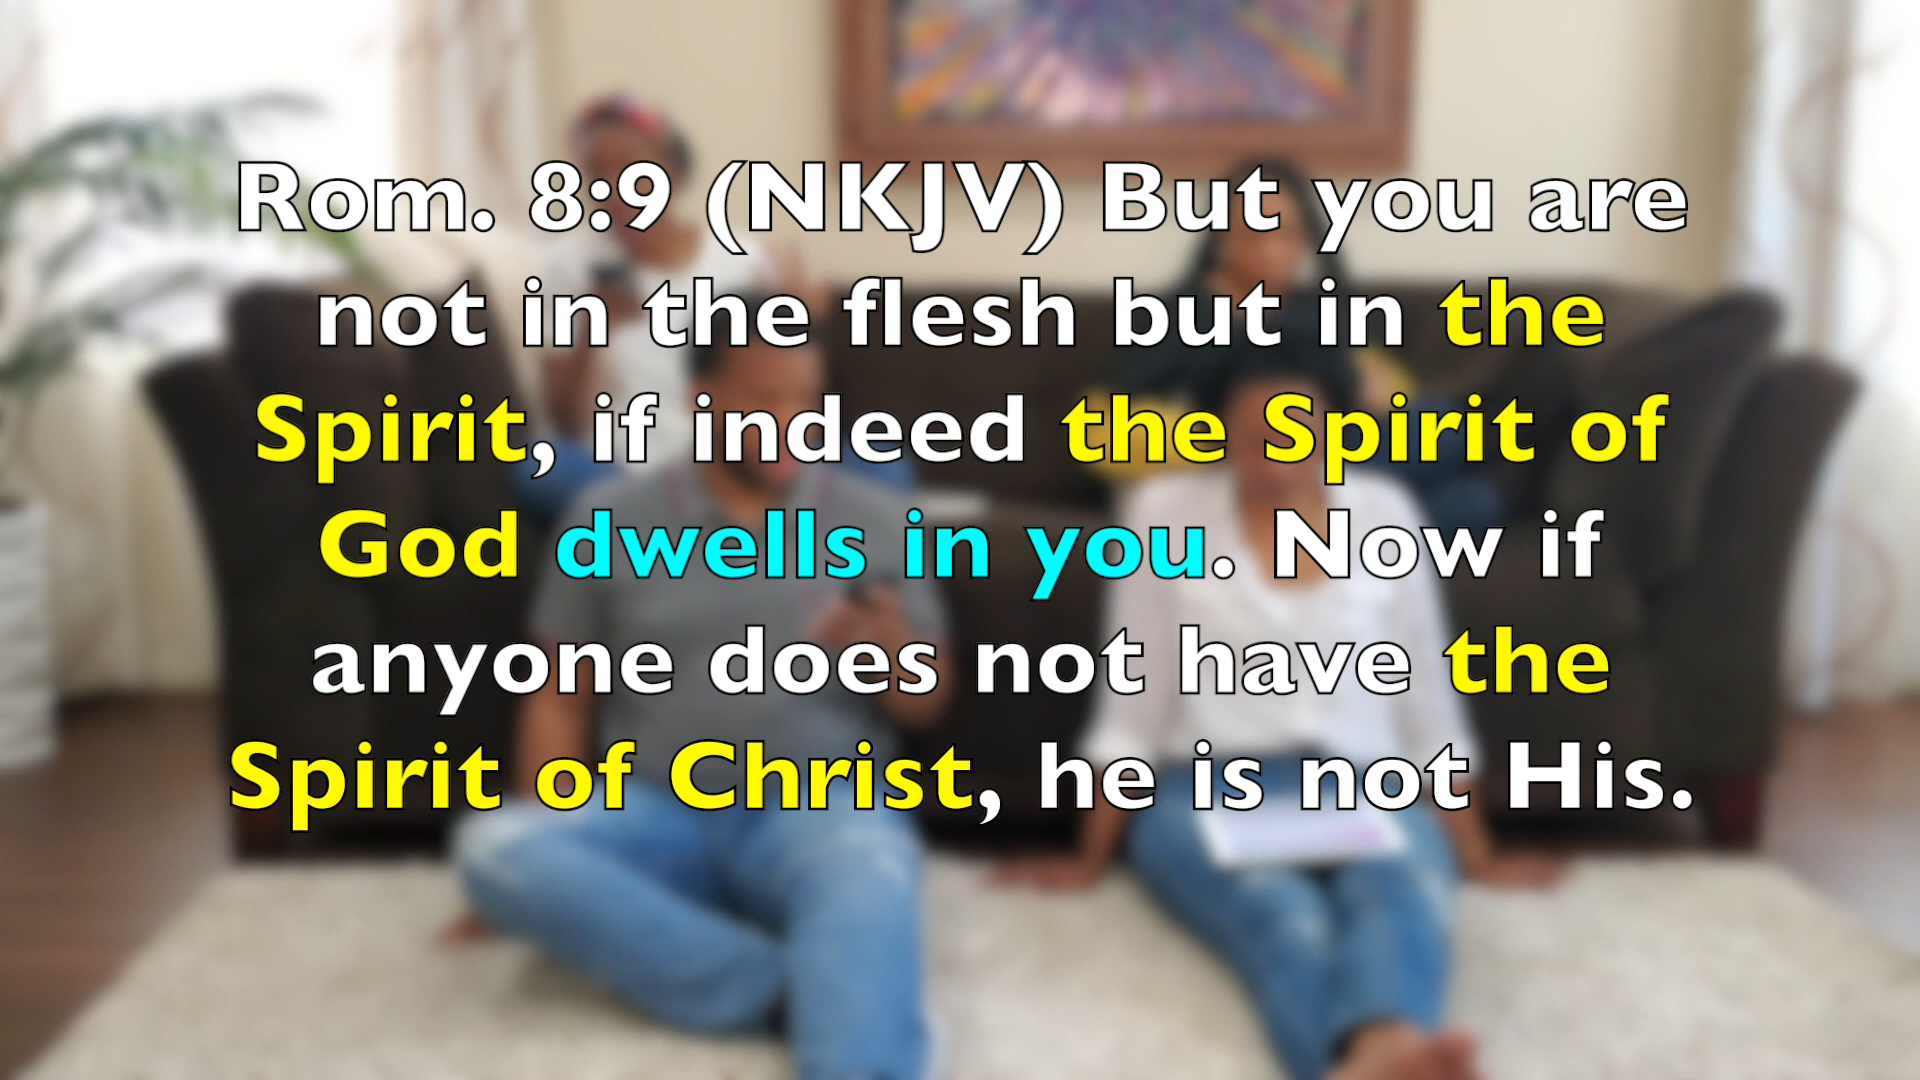 Rom. 8:9 (NKJV) But you are
not in the flesh but in the
Spirit, if indeed the Spirit of
God dwells in you. Now if
anyone does not have the
Spirit of Christ, he is not His.